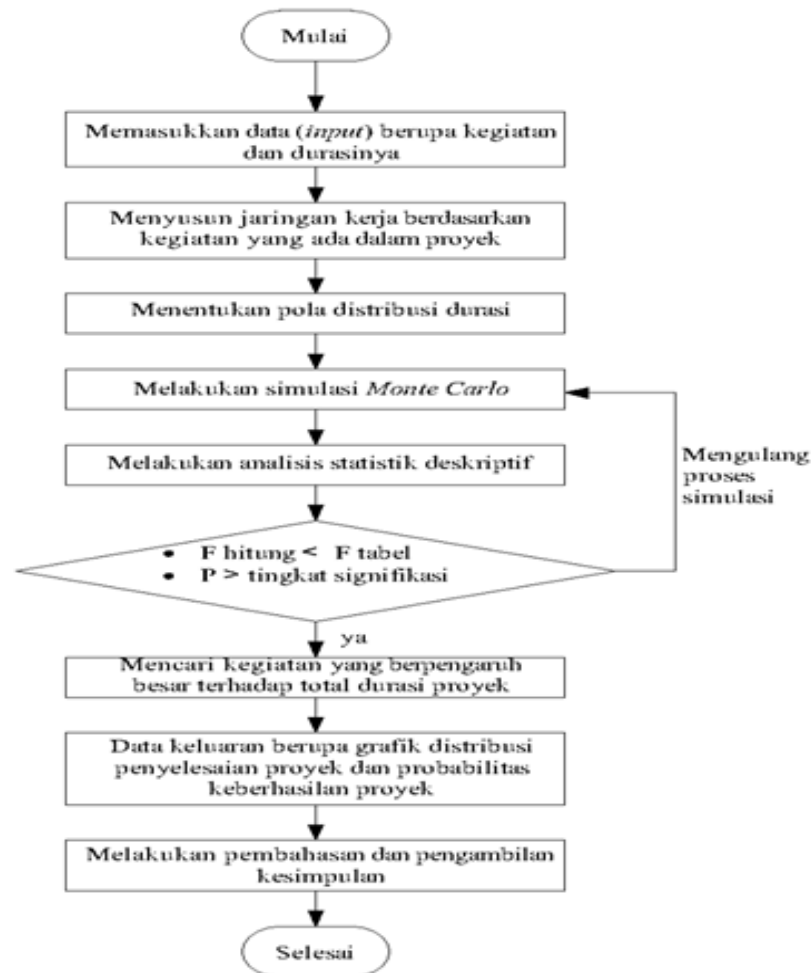 Mulai
Memasukkan data (input) berupa kegiatan
dan durasinya
Menyusun jaringan kerja berdasarkan
kegiatan yang ada dalam proyek
Menentukan pola distribusi durasi
Melakukan simulasi Monte Carlo
Melakukan analisis statistik deskriptif
Mengulang
proses
simulasi
• F hitung < F tabel
• P > tingkat signifikasi
ya
Mencari kegiatan yang berpengaruh
besar terhadap total durasi proyek
Data keluaran berupa grafik distribusi
penyelesaian proyek dan probabilitas
keberhasilan proyek
Melakukan pembahasan dan pengambilan
kesimpulan
Selesai